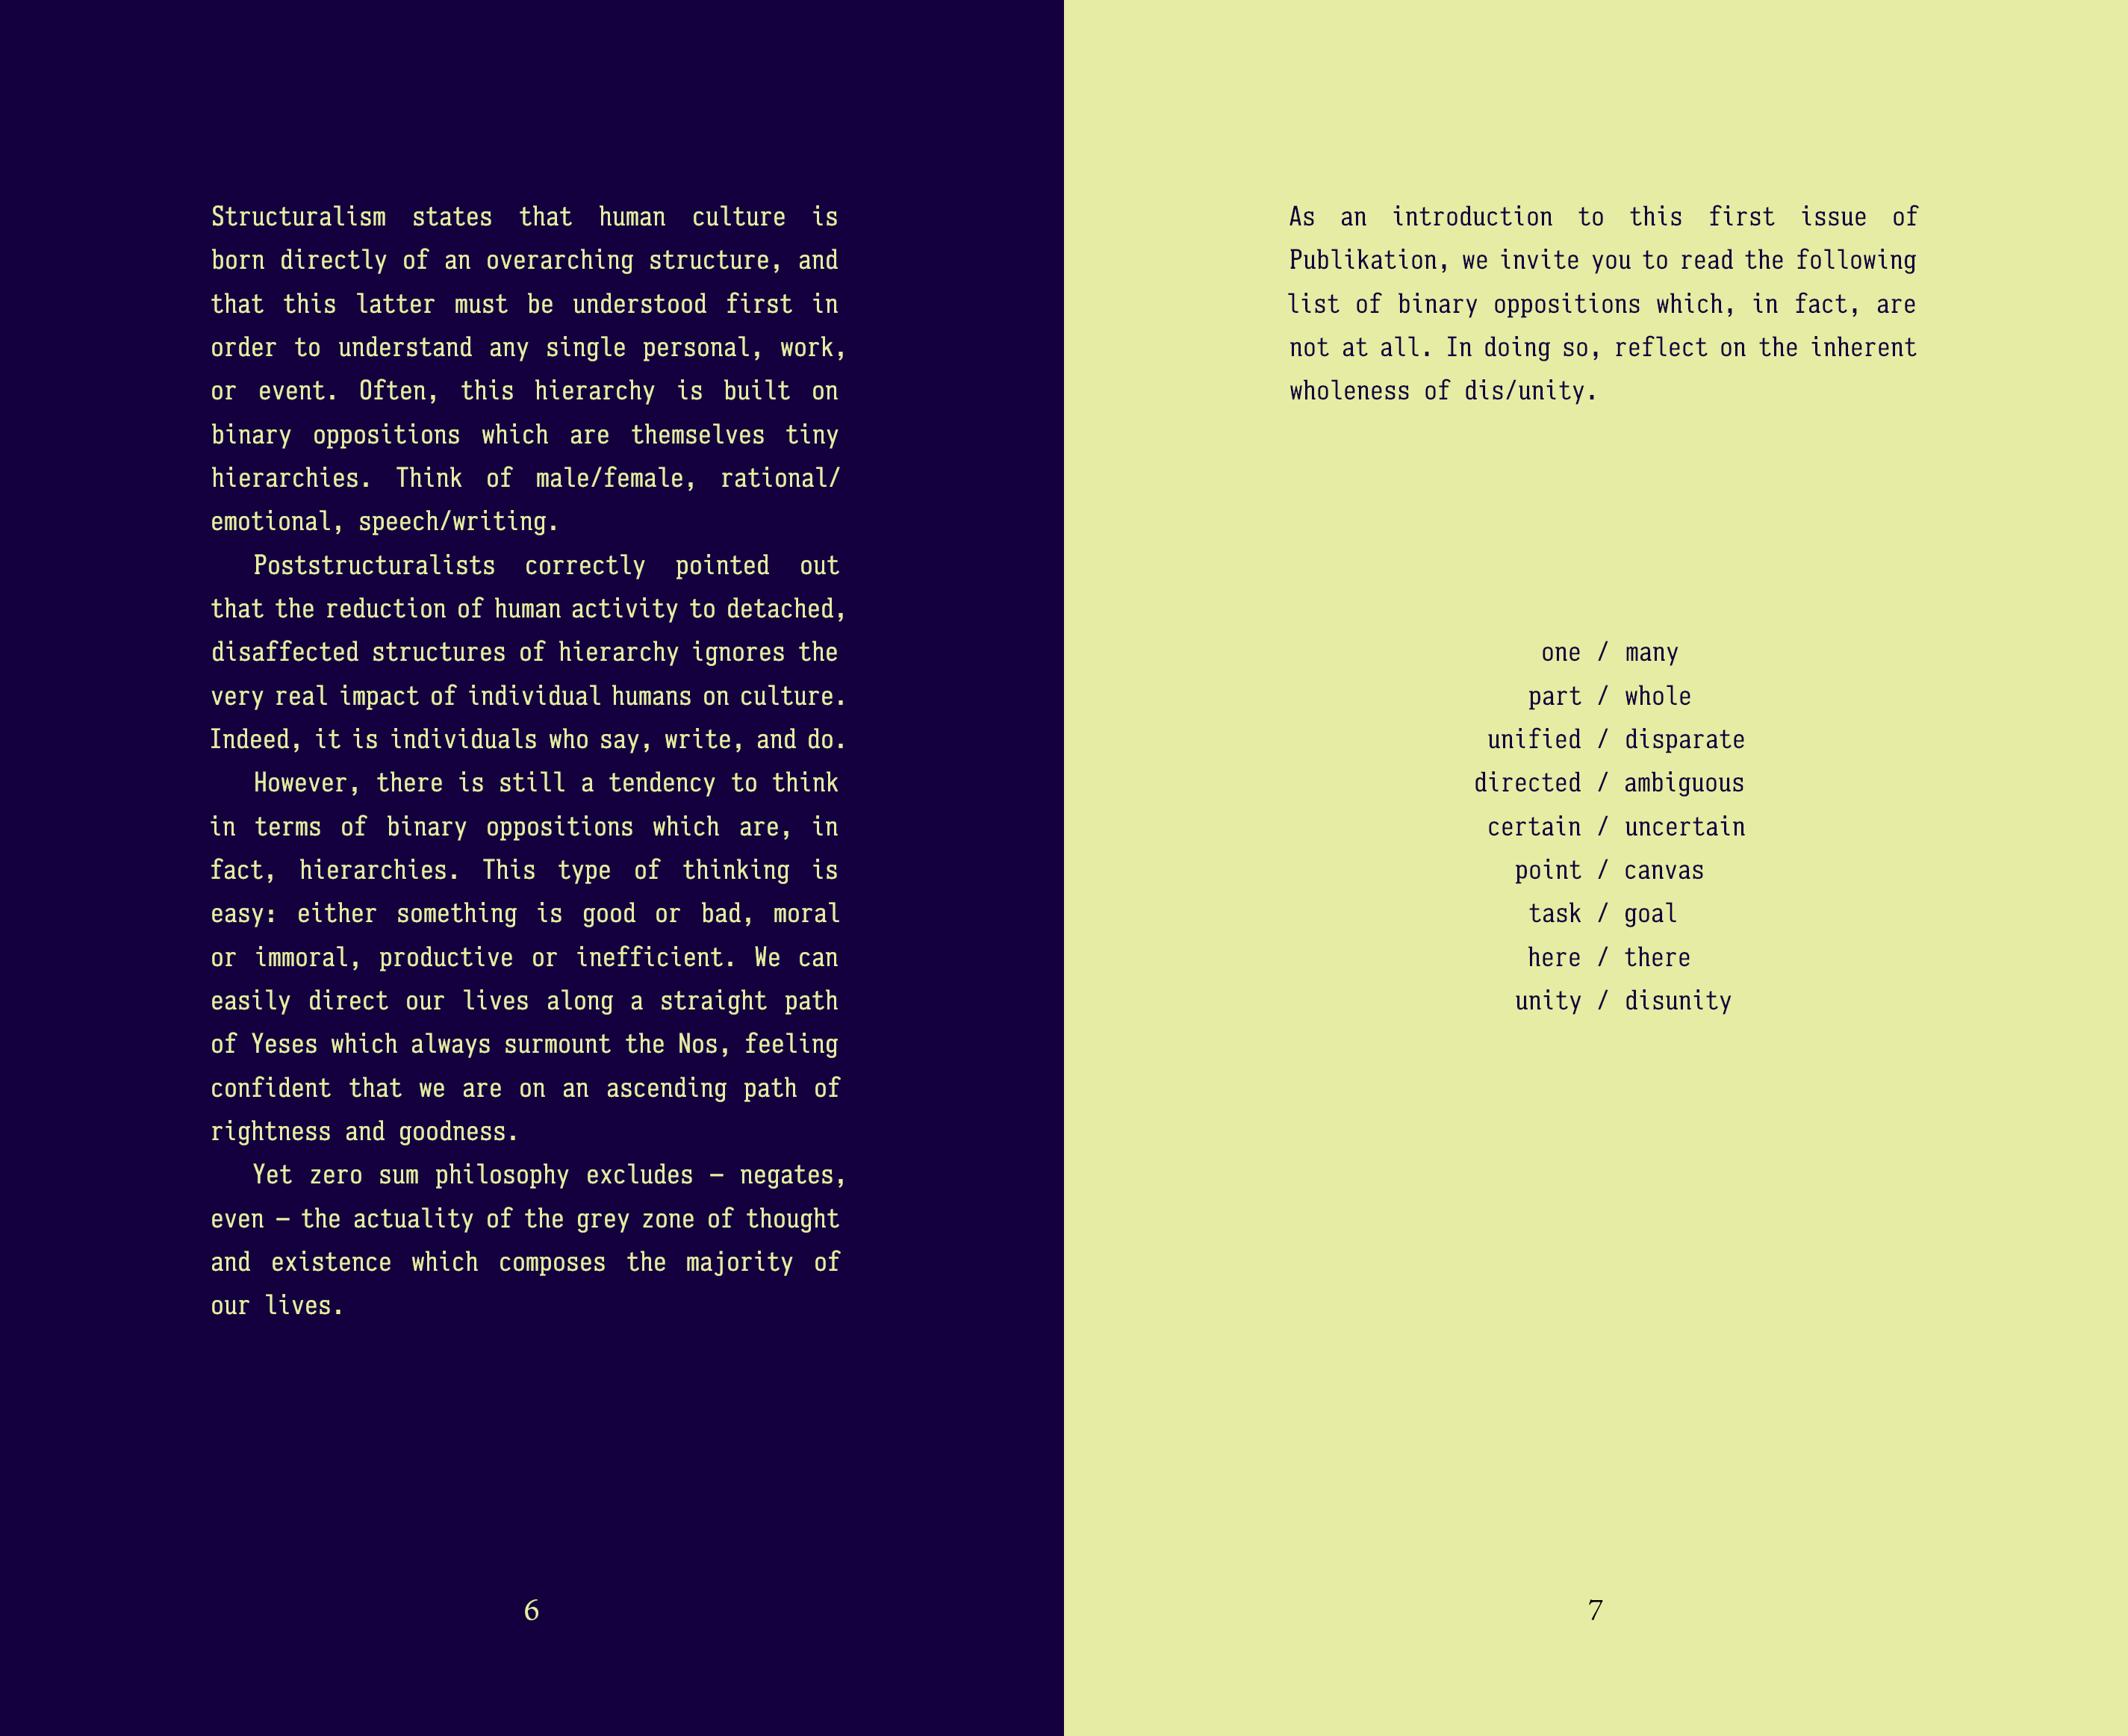 Structuralism states that human culture is
born directly of an overarching structure, and
that this latter must be understood first in
order to understand any single personal, work,
or event. Often, this hierarchy is built on
binary oppositions which are themselves tiny
hierarchies. Think of male/female, rational/
emotional, speech/writing.
Poststructuralists correctly pointed out
that the reduction of human activity to detached,
disaffected structures of hierarchy ignores the
very real impact of individual humans on culture.
Indeed, it is individuals who say, write, and do.
However, there is still a tendency to think
in terms of binary oppositions which are, in
fact, hierarchies. This type of thinking is
easy: either something is good or bad, moral
or immoral, productive or inefficient. We can
easily direct our lives along a straight path
of Yeses which always surmount the Nos, feeling
confident that we are on an ascending path of
rightness and goodness.
Yet zero sum philosophy excludes – negates,
even – the actuality of the grey zone of thought
and existence which composes the majority of
our lives.
6
As an introduction to this first issue of
Publikation, we invite you to read the following
list of binary oppositions which, in fact, are
not at all. In doing so, reflect on the inherent
wholeness of dis/unity.
one / many
part / whole
unified / disparate
directed / ambiguous
certain / uncertain
point / canvas
task / goal
here / there
unity / disunity
7